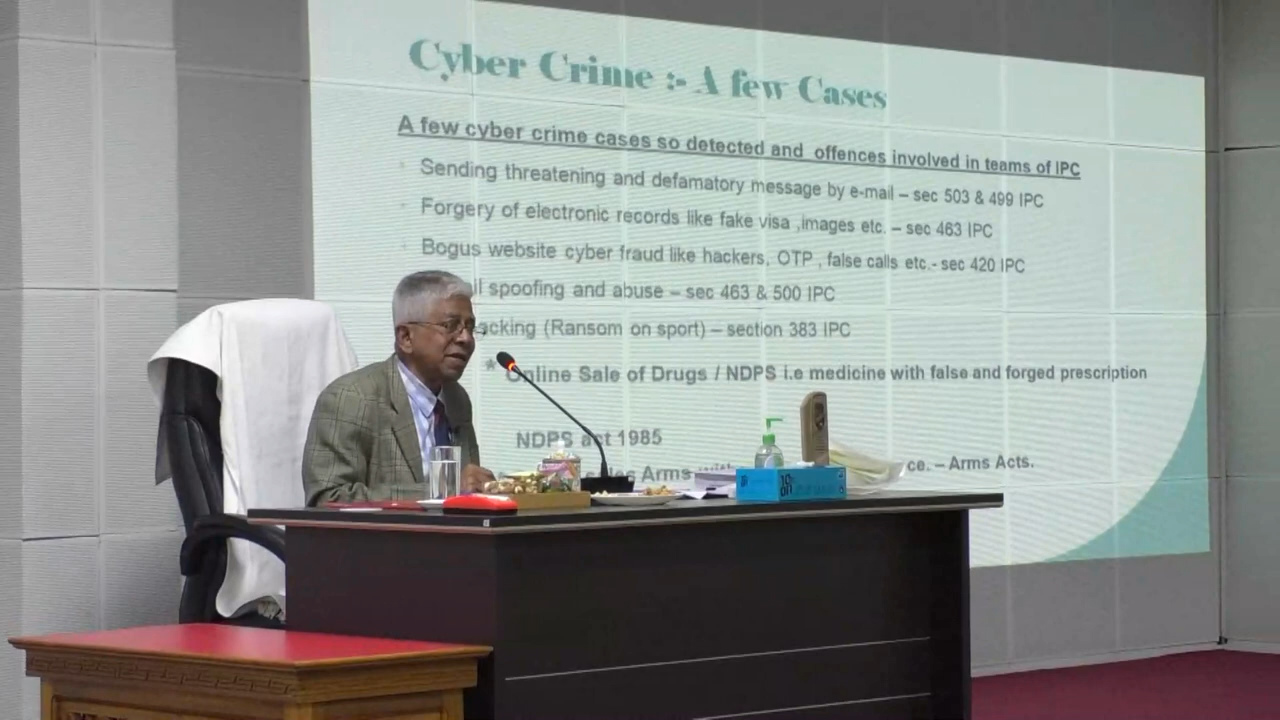 Cyber Crime :- A few Cases
A few cyber crime cases so detected and offences involved in teams of IPC
Sending threatening and defamatory message by e-mail – sec 503 & 499 IPC
Forgery of electronic records like fake visa ,images etc. – sec 463 IPC
Bogus website cyber fraud like hackers, OTP , false calls etc.- sec 420 IPC
il spoofing and abuse – sec 463 & 500 IPC
acking (Ransom on sport) – section 383 IPC
* Online Sale of Drugs / NDPS i.e medicine with false and forged prescription
NDPS act 1985
Arms ce. – Arms Acts.